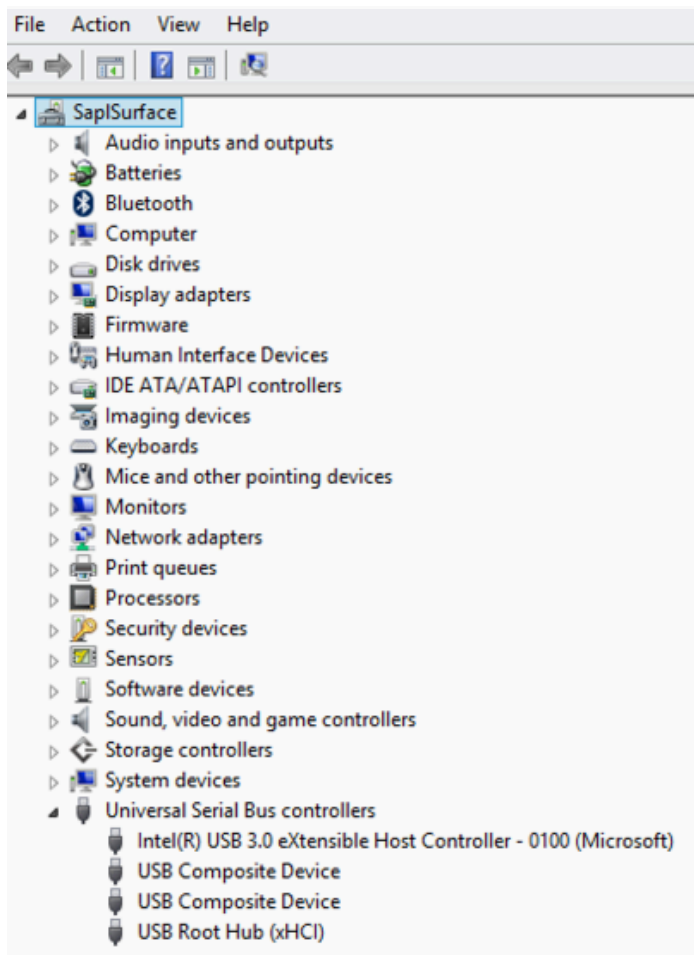 File Action View Help
SaplSurface
Audio inputs and outputs
Batteries
Bluetooth
Computer
Disk drives
Display adapters
Firmware
Human Interface Devices
IDE ATA/ATAPI controllers
Imaging devices
Keyboards
Mice and other pointing devices
Monitors
Network adapters
Print queues
Processors
Security devices
Sensors
Software devices
Sound, video and game controllers
Storage controllers
System devices
Universal Serial Bus controllers
Intel(R) USB 3.0 eXtensible Host Controller - 0100 (Microsoft)
USB Composite Device
USB Composite Device
USB Root Hub (xHCI)